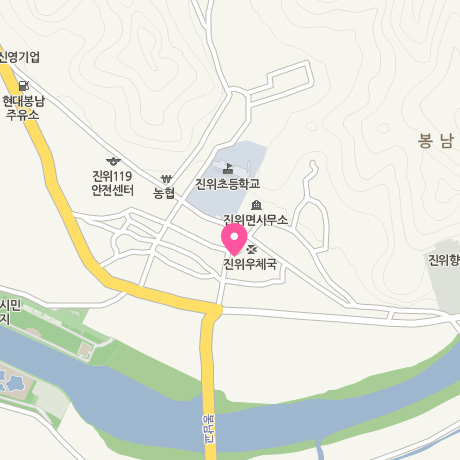 신영기업
현대봉남
주유소
진위119
안전센터
농협
진위초등학교
봉남
진위면사무소
진위우체국
진위향
시민
지